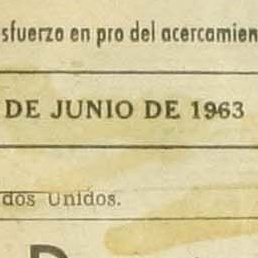 sfuerzo en pro del acercamien
DE JUNIO DE 1963
dos Unidos.